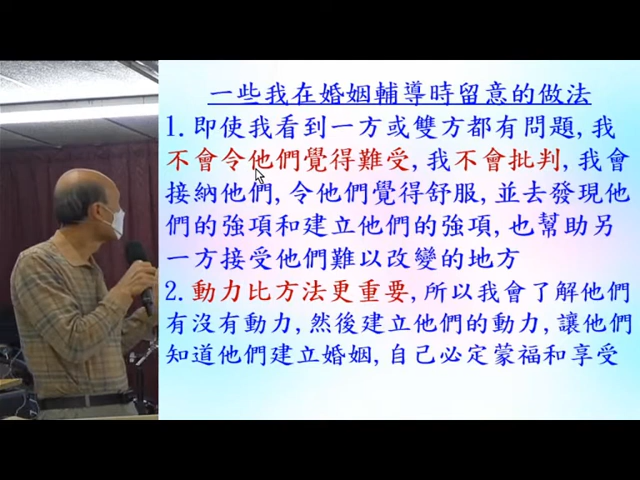 一些我在婚姻輔導時留意的做法
1. 即使我看到一方或雙方都有問題, 我
不會令他們覺得難受, 我不會批判, 我會
接納他們, 令他們覺得舒服, 並去發現他
們的強項和建立他們的強項, 也幫助另
一方接受他們難以改變的地方
2. 動力比方法更重要, 所以我會了解他們
有沒有動力, 然後建立他們的動力, 讓他們
知道他們建立婚姻, 自己必定蒙福和享受